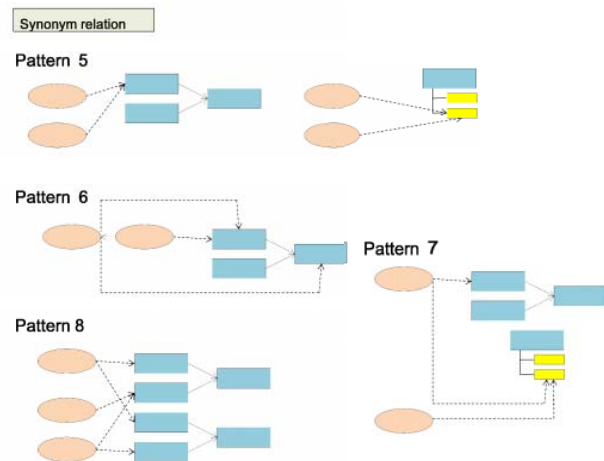 Synonym relation
Pattern 5
Pattern 6
Pattern 7
Pattern 8